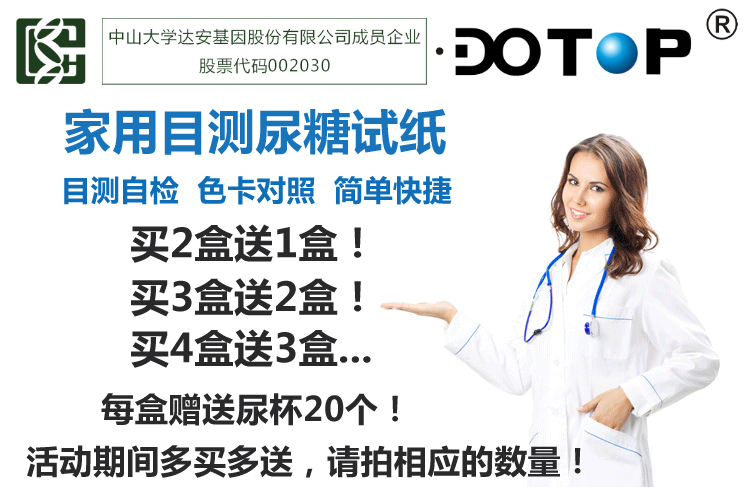 中山大学达安基因股份有限公司成员企业
股票代码002030
·DOTOP®
家用目测尿糖试纸
目测自检 色卡对照 简单快捷
买2盒送1盒！
买3盒送2盒！
买4盒送3盒...
每盒赠送尿杯20个！
活动期间多买多送，请拍相应的数量！